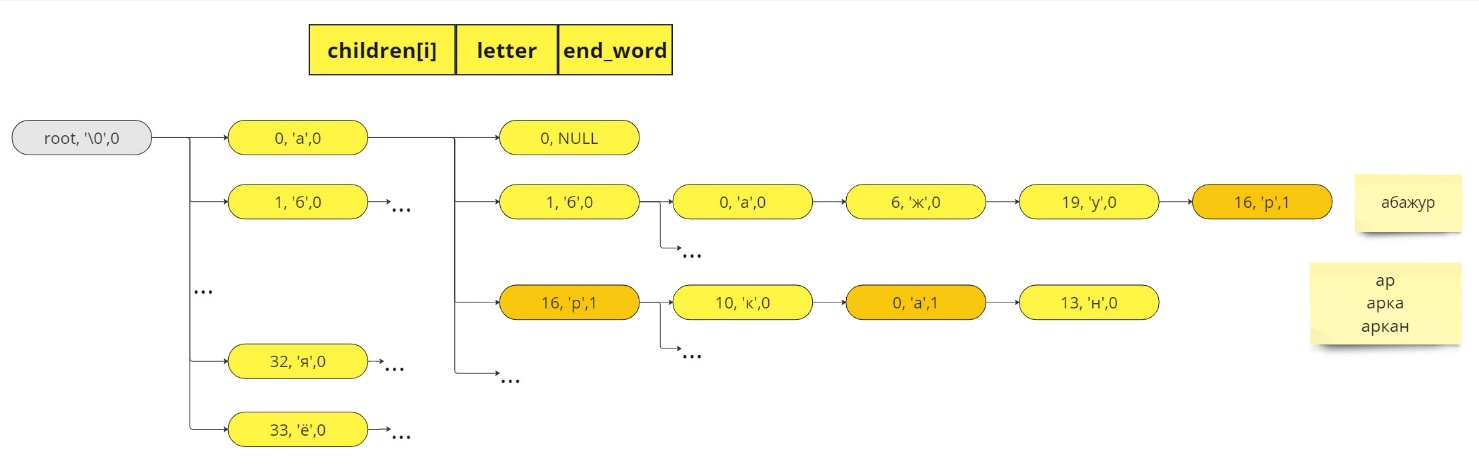 children[i] letter end_word
root, '\0',0
0, 'а',0
0, NULL
1, 'б',0
...
1, 'б',0
0, 'а',0
6, 'ж',0
19, 'у',0
16, 'р',1
абажур
...
...
16, 'р',1
10, 'к',0
0, 'а',1
13, 'н',0
ар
арка
аркан
...
32, 'я',0
...
...
33, 'ё',0
...